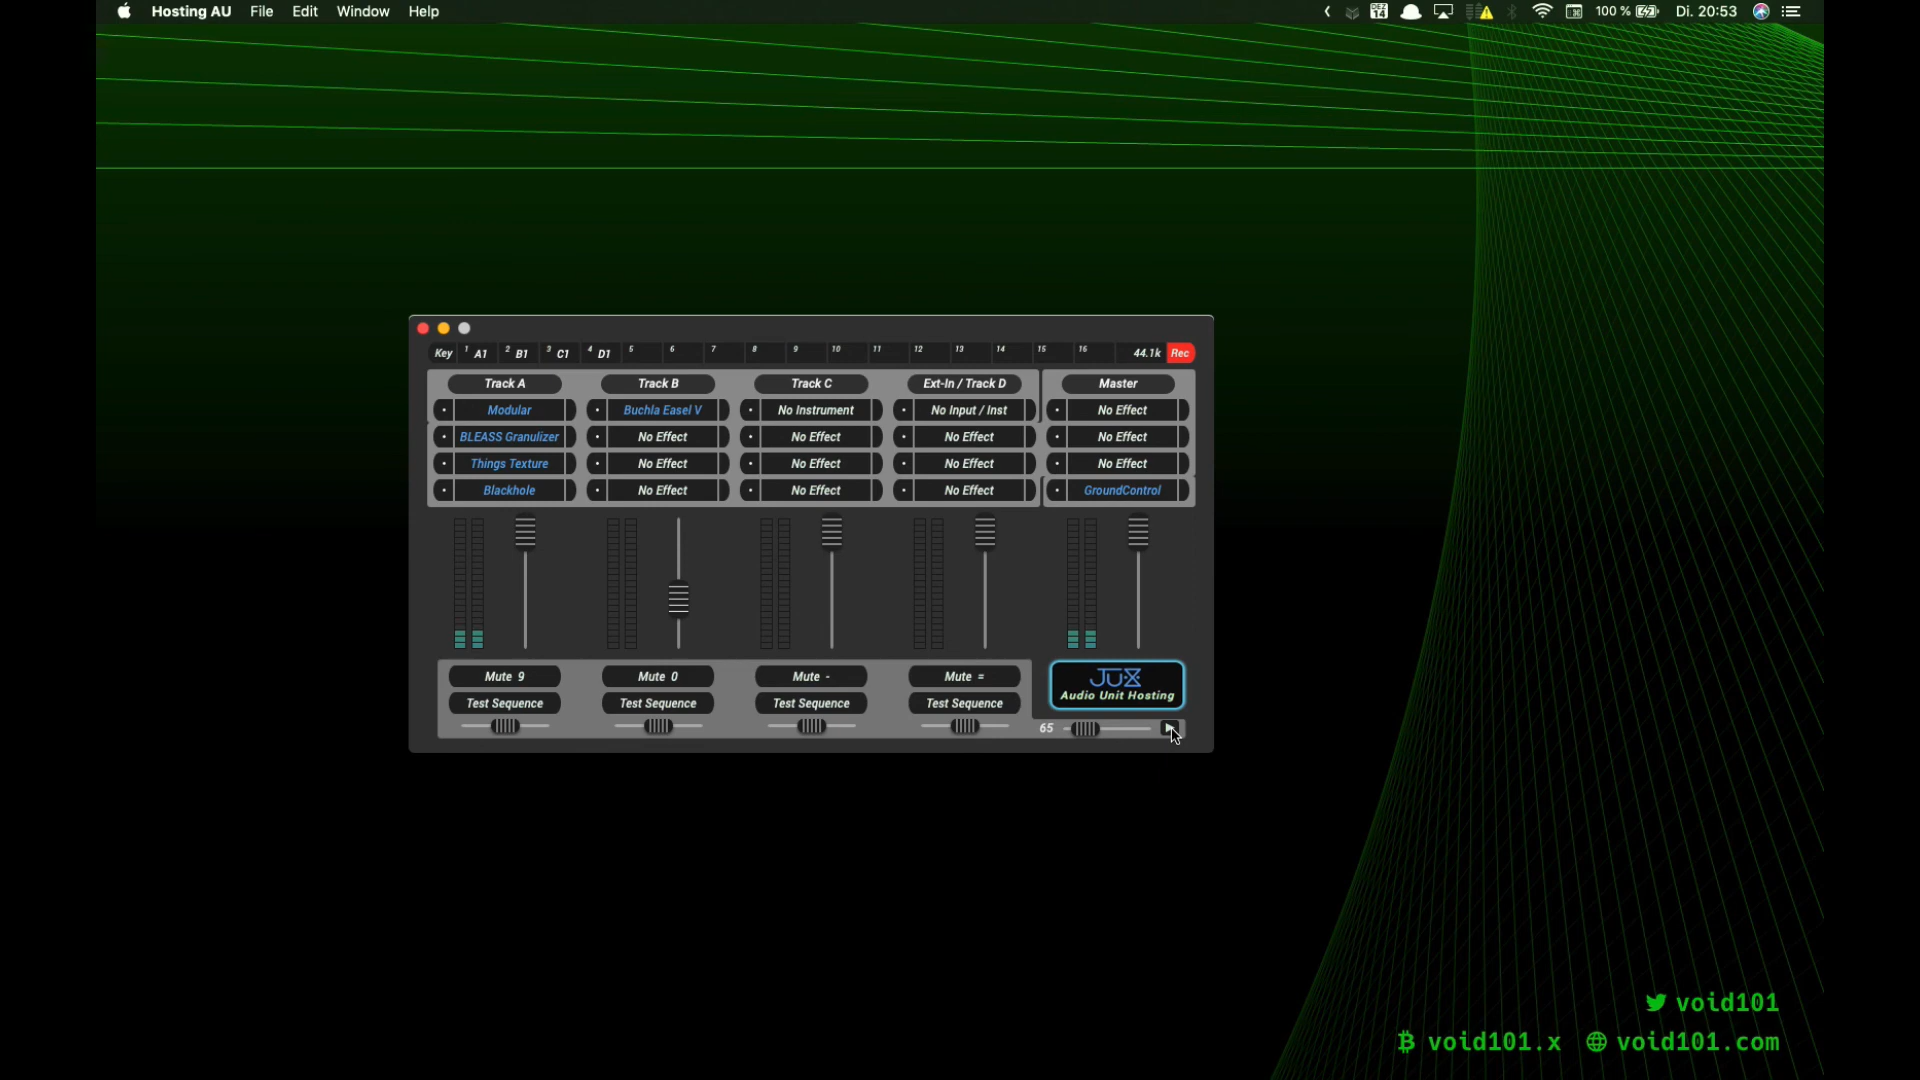 Hosting AU File Edit Window Help
DEZ 14 100 % Di. 20:53
Key 1 A1 2 B1 3 C1 4 D1 5 6 7 8 9 10 11 12 13 14 15 16 44.1k Rec
Track A Track B Track C Ext-In / Track D Master
Modular Buchla Easel V No Instrument No Input / Inst No Effect
BLEASS Granulizer No Effect No Effect No Effect No Effect
Things Texture No Effect No Effect No Effect No Effect
Blackhole No Effect No Effect No Effect GroundControl
Mute 9 Mute 0 Mute - Mute = JUX
Audio Unit Hosting
Test Sequence Test Sequence Test Sequence Test Sequence
65
void101
void101.x void101.com